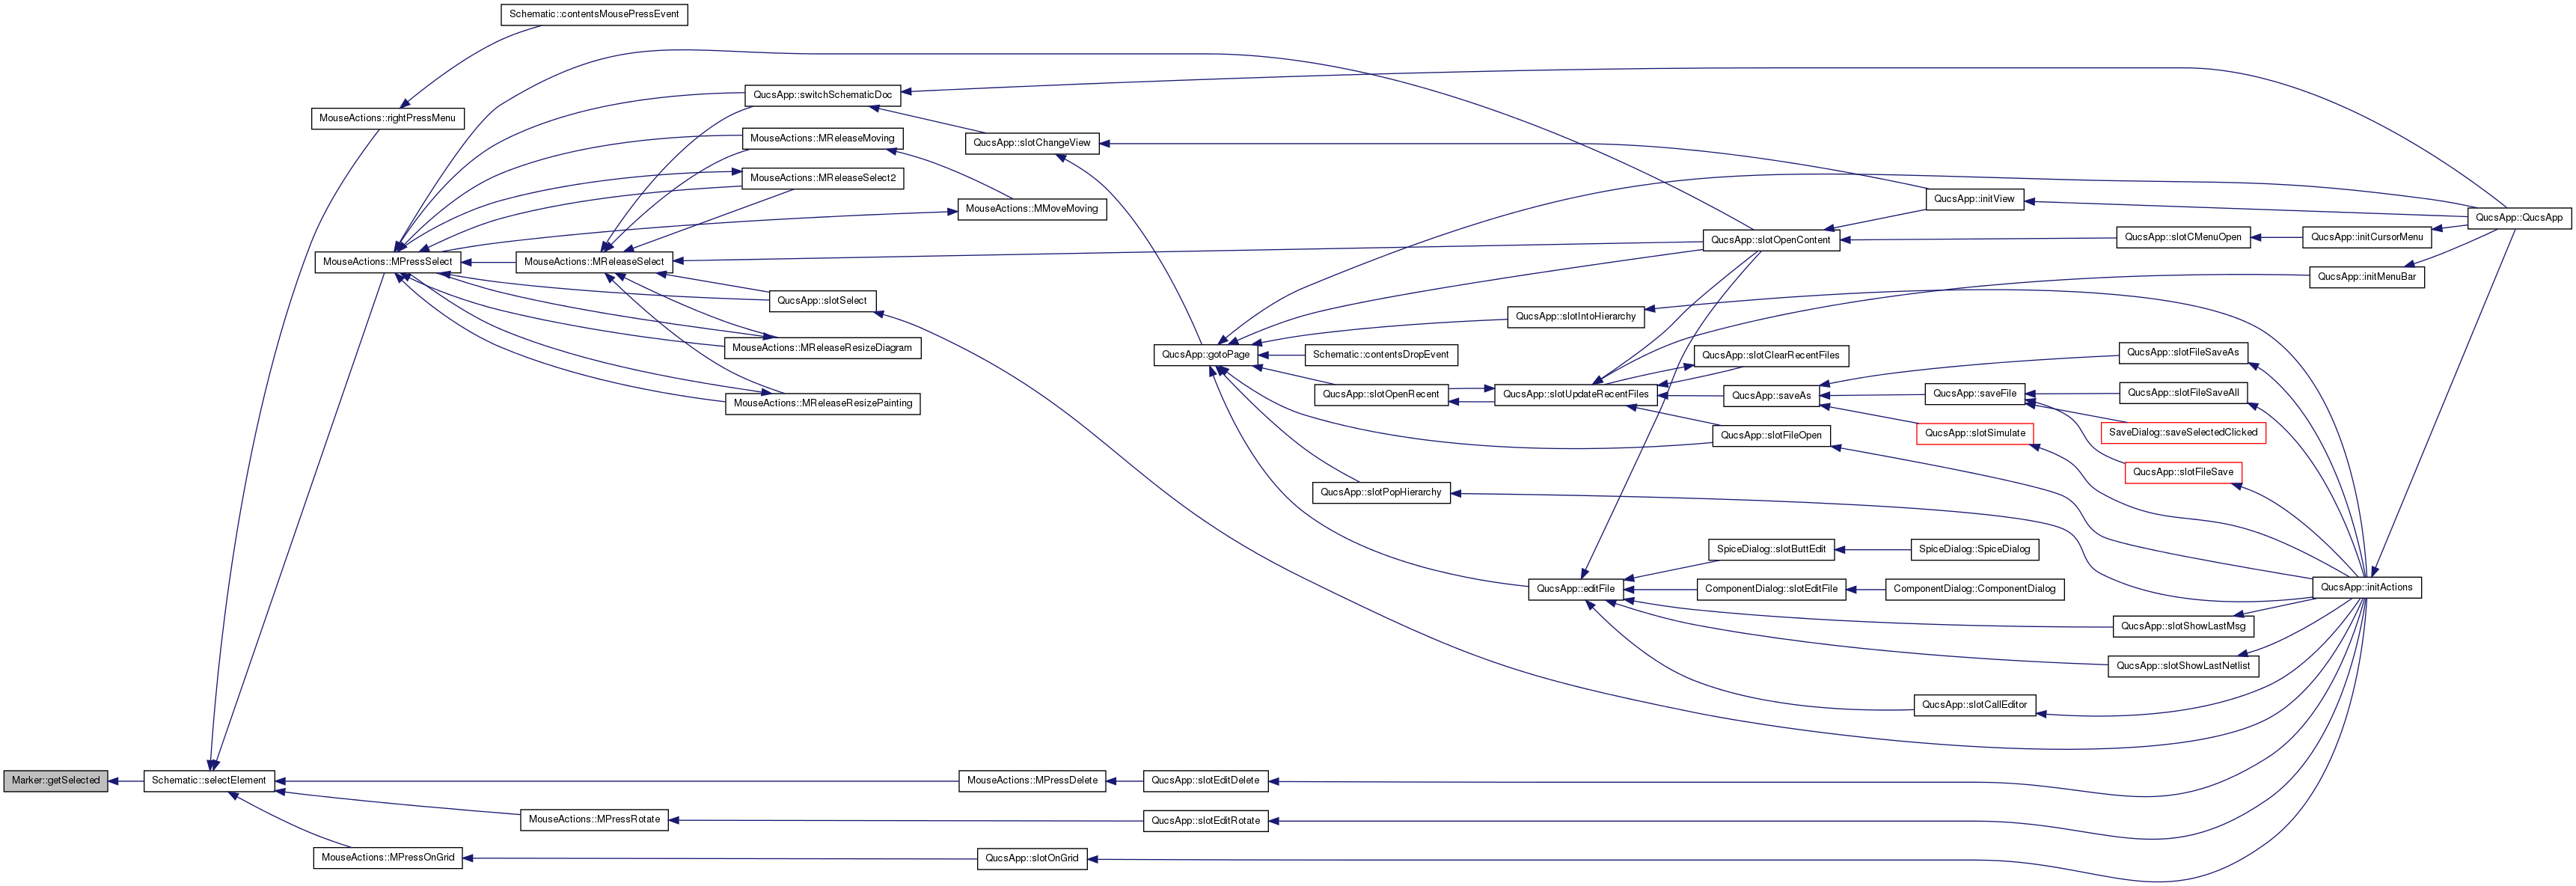 Schematic::contentsMousePressEvent
MouseActions::rightPressMenu
QucsApp::switchSchematicDoc
MouseActions::MReleaseMoving
QucsApp::slotChangeView
MouseActions::MReleaseSelect2
MouseActions::MMoveMoving
QucsApp::initView
QucsApp::QucsApp
QucsApp::slotOpenContent
QucsApp::slotCMenuOpen
QucsApp::initCursorMenu
MouseActions::MPressSelect
MouseActions::MReleaseSelect
QucsApp::initMenuBar
QucsApp::slotSelect
QucsApp::slotIntoHierarchy
MouseActions::MReleaseResizeDiagram
QucsApp::gotoPage
Schematic::contentsDropEvent
QucsApp::slotClearRecentFiles
QucsApp::slotFileSaveAs
QucsApp::slotOpenRecent
QucsApp::slotUpdateRecentFiles
QucsApp::saveAs
QucsApp::saveFile
QucsApp::slotFileSaveAll
MouseActions::MReleaseResizePainting
QucsApp::slotFileOpen
QucsApp::slotSimulate
SaveDialog::saveSelectedClicked
QucsApp::slotFileSave
QucsApp::slotPopHierarchy
SpiceDialog::slotButtEdit
SpiceDialog::SpiceDialog
QucsApp::editFile
ComponentDialog::slotEditFile
ComponentDialog::ComponentDialog
QucsApp::initActions
QucsApp::slotShowLastMsg
QucsApp::slotShowLastNetlist
QucsApp::slotCallEditor
Marker::getSelected
Schematic::selectElement
MouseActions::MPressDelete
QucsApp::slotEditDelete
MouseActions::MPressRotate
QucsApp::slotEditRotate
MouseActions::MPressOnGrid
QucsApp::slotOnGrid